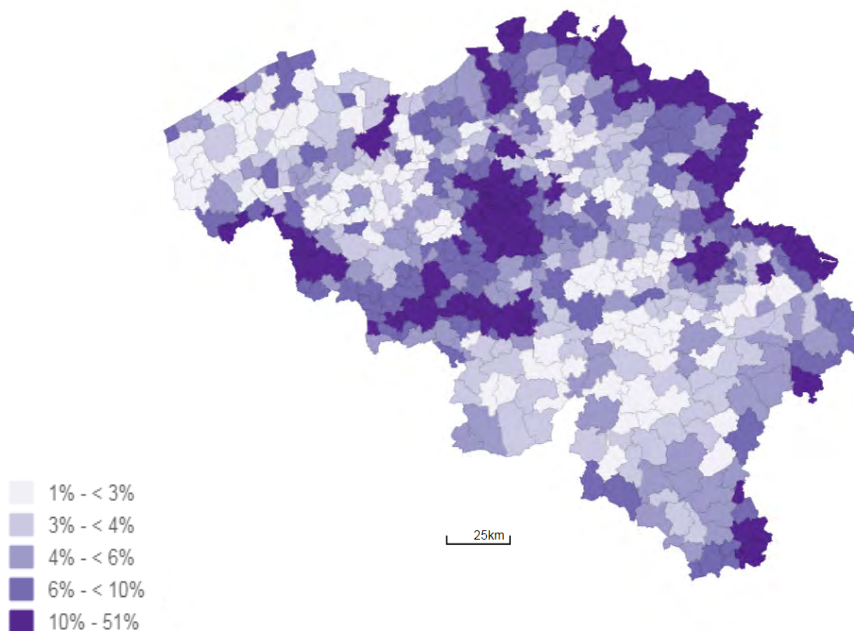 25km
1% - < 3%
3% - < 4%
4% - < 6%
6% - < 10%
10% - 51%